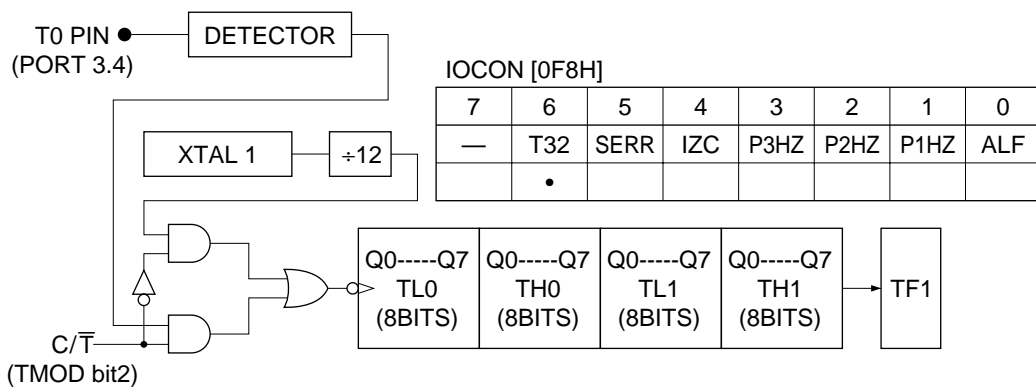 T0 PIN
(PORT 3.4)
DETECTOR
IOCON [0F8H]
7 6 5 4 3 2 1 0
— T32 SERR IZC P3HZ P2HZ P1HZ ALF
•
XTAL 1
÷12
Q0-----Q7 Q0-----Q7 Q0-----Q7 Q0-----Q7
TL0 TH0 TL1 TH1 TF1
(8BITS) (8BITS) (8BITS) (8BITS)
C/T̅
(TMOD bit2)